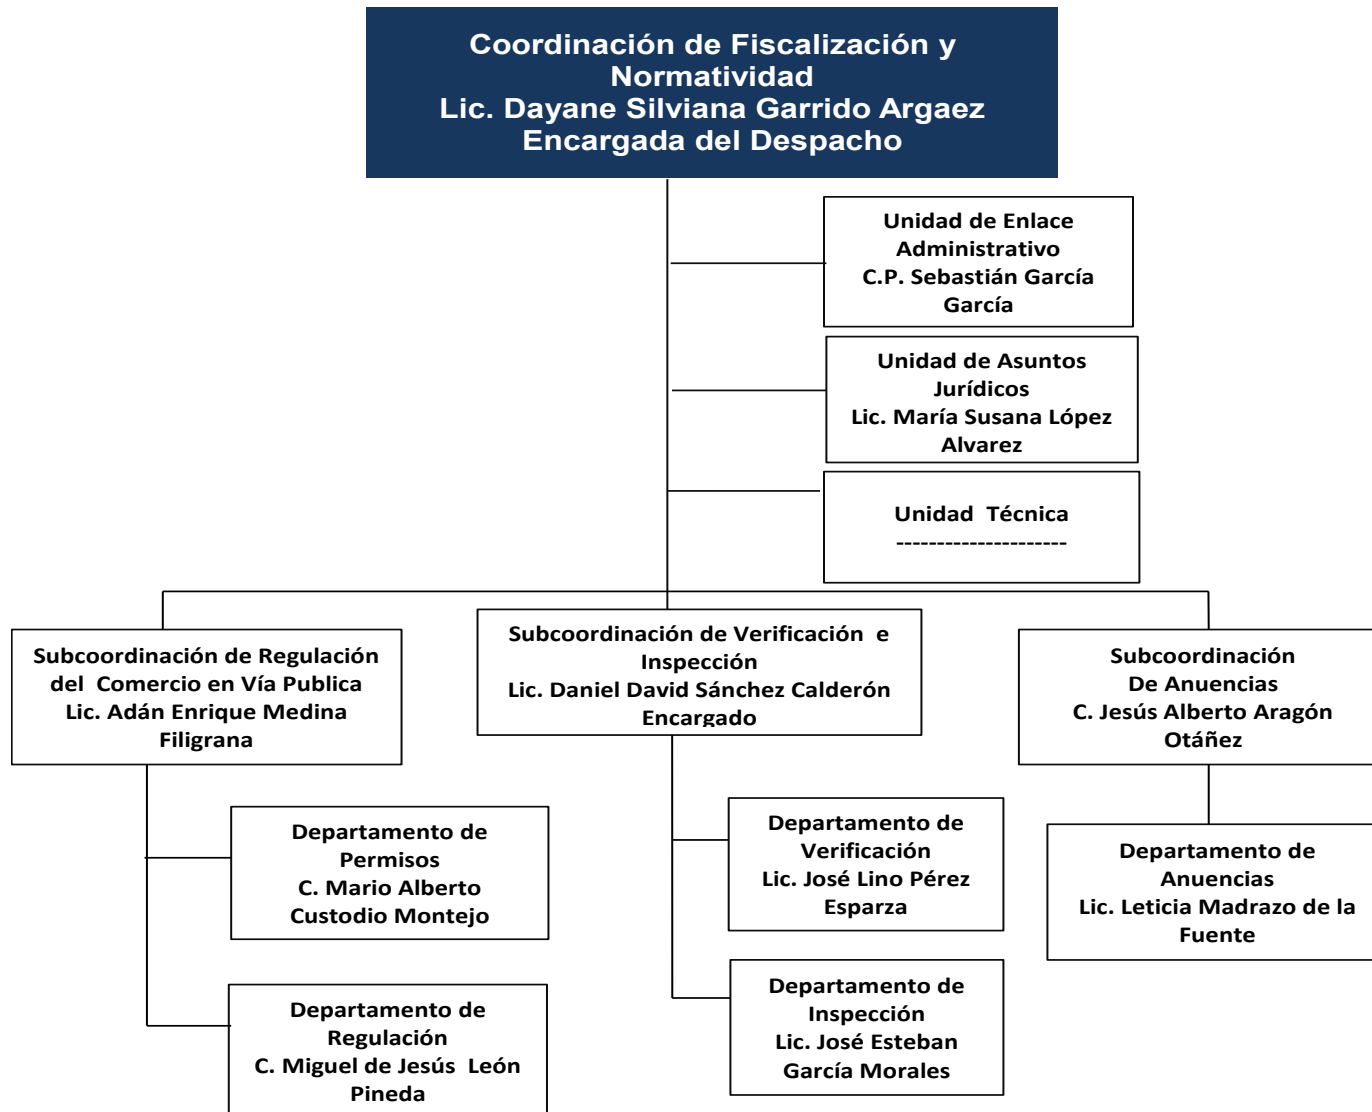 Coordinación de Fiscalización y
Normatividad
Lic. Dayane Silviana Garrido Argaez
Encargada del Despacho
Unidad de Enlace
Administrativo
C.P. Sebastián García
García
Unidad de Asuntos
Jurídicos
Lic. María Susana López
Alvarez
Unidad Técnica
---------------------
Subcoordinación de Regulación
del Comercio en Vía Publica
Lic. Adán Enrique Medina
Filigrana
Subcoordinación de Verificación e
Inspección
Lic. Daniel David Sánchez Calderón
Encargado
Subcoordinación
De Anuencias
C. Jesús Alberto Aragón
Otáñez
Departamento de
Permisos
C. Mario Alberto
Custodio Montejo
Departamento de
Verificación
Lic. José Lino Pérez
Esparza
Departamento de
Anuencias
Lic. Leticia Madrazo de la
Fuente
Departamento de
Regulación
C. Miguel de Jesús León
Pineda
Departamento de
Inspección
Lic. José Esteban
García Morales